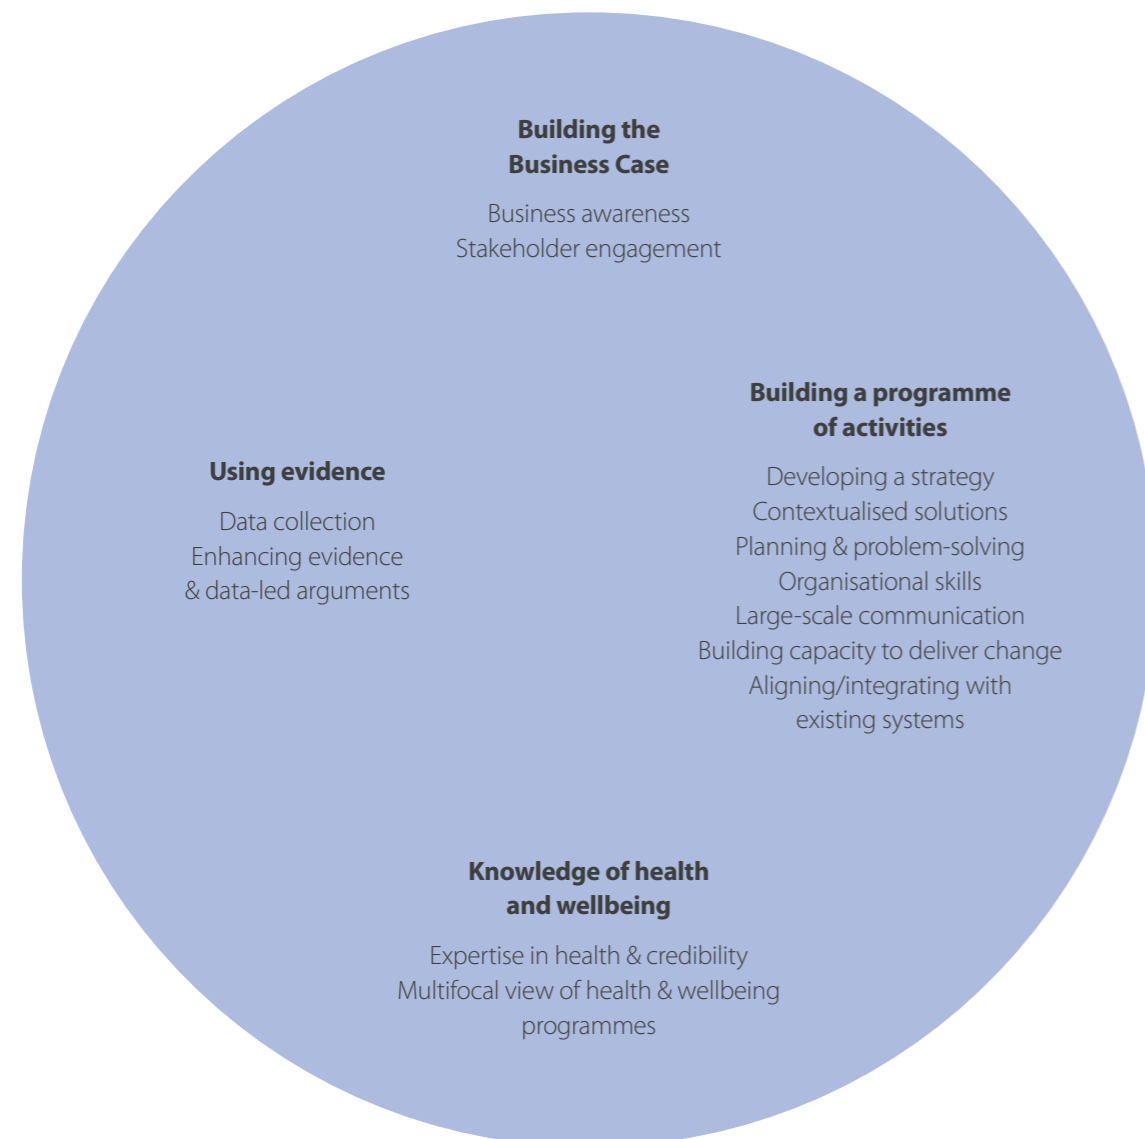 Building the
Business Case
Business awareness
Stakeholder engagement
Building a programme
of activities
Developing a strategy
Contextualised solutions
Planning & problem-solving
Organisational skills
Large-scale communication
Building capacity to deliver change
Aligning/integrating with
existing systems
Using evidence
Data collection
Enhancing evidence
& data-led arguments
Knowledge of health
and wellbeing
Expertise in health & credibility
Multifocal view of health & wellbeing
programmes